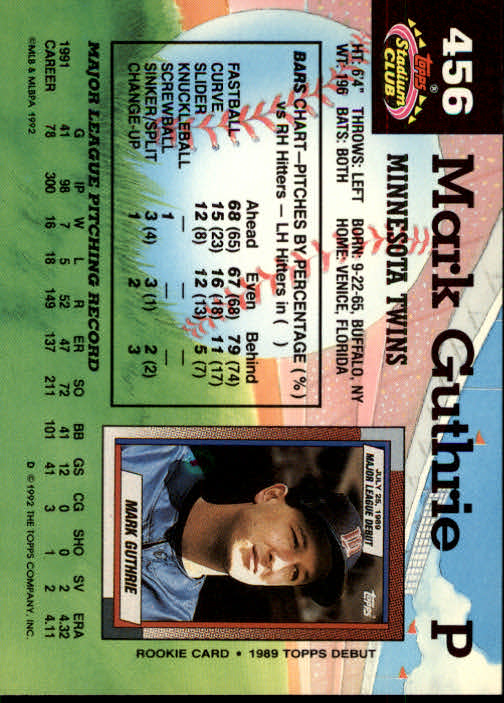 456
Topps®
Stadium
CLUB
Mark Guthrie P
MINNESOTA TWINS
HT: 6'4" THROWS: LEFT BORN: 9-22-65, BUFFALO, NY
WT: 196 BATS: BOTH HOME: VENICE, FLORIDA
BARS CHART—PITCHES BY PERCENTAGE (%)
vs RH Hitters — LH Hitters in ( )
Ahead Even Behind
FASTBALL 68 (65) 67 (68) 79 (74)
CURVE 15 (23) 16 (18) 11 (17)
SLIDER 12 (8) 12 (13) 5 (7)
KNUCKLEBALL — — —
SCREWBALL 1 — —
SINKER/SPLIT 3 (4) 3 (1) 2 (2)
CHANGE-UP 1 2 3
JULY 25, 1989
MAJOR LEAGUE DEBUT
Topps
MARK GUTHRIE
ROOKIE CARD • 1989 TOPPS DEBUT
MAJOR LEAGUE PITCHING RECORD
G IP W L R ER SO BB GS CG SHO SV ERA
1991 41 98 7 5 52 47 72 41 12 0 0 2 4.32
CAREER 78 300 16 18 149 137 211 101 41 3 1 2 4.11
©MLB & MLBPA 1992
D © 1992 THE TOPPS COMPANY, INC.